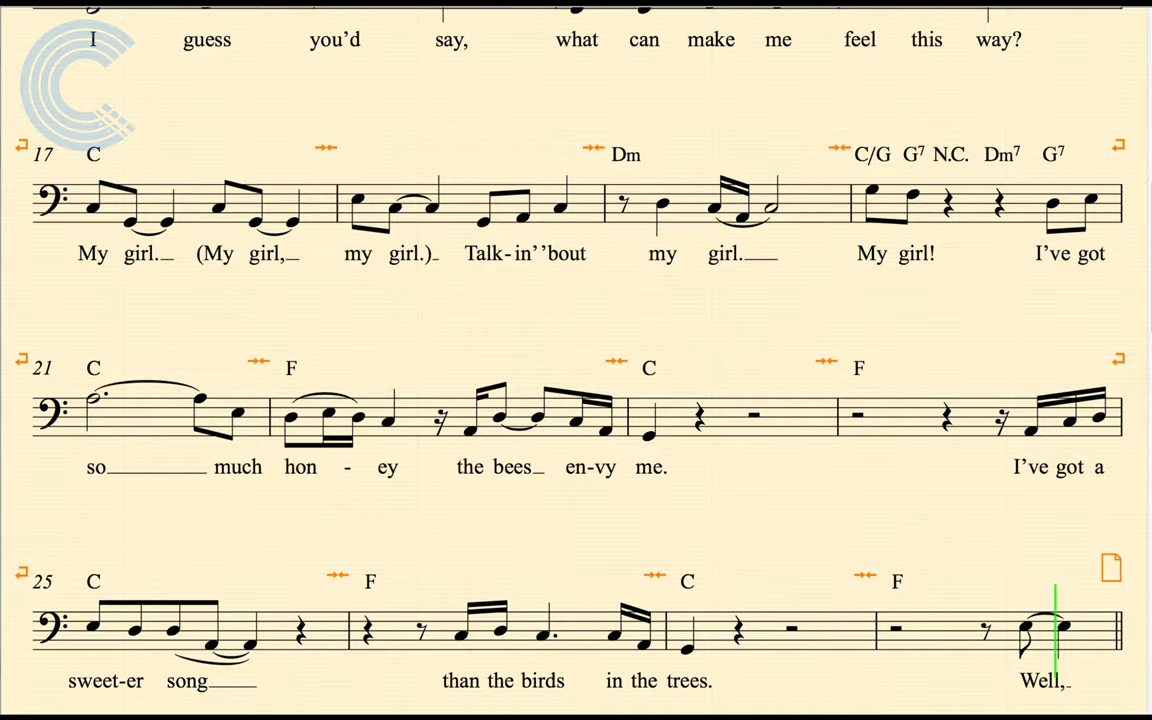 I guess you’d say, what can make me feel this way?
17 C Dm C/G G7 N.C. Dm7 G7
My girl. (My girl, my girl.) Talk-in’ ’bout my girl. My girl! I’ve got
21 C F C F
so much hon - ey the bees en-vy me. I’ve got a
25 C F C F
sweet-er song than the birds in the trees. Well,